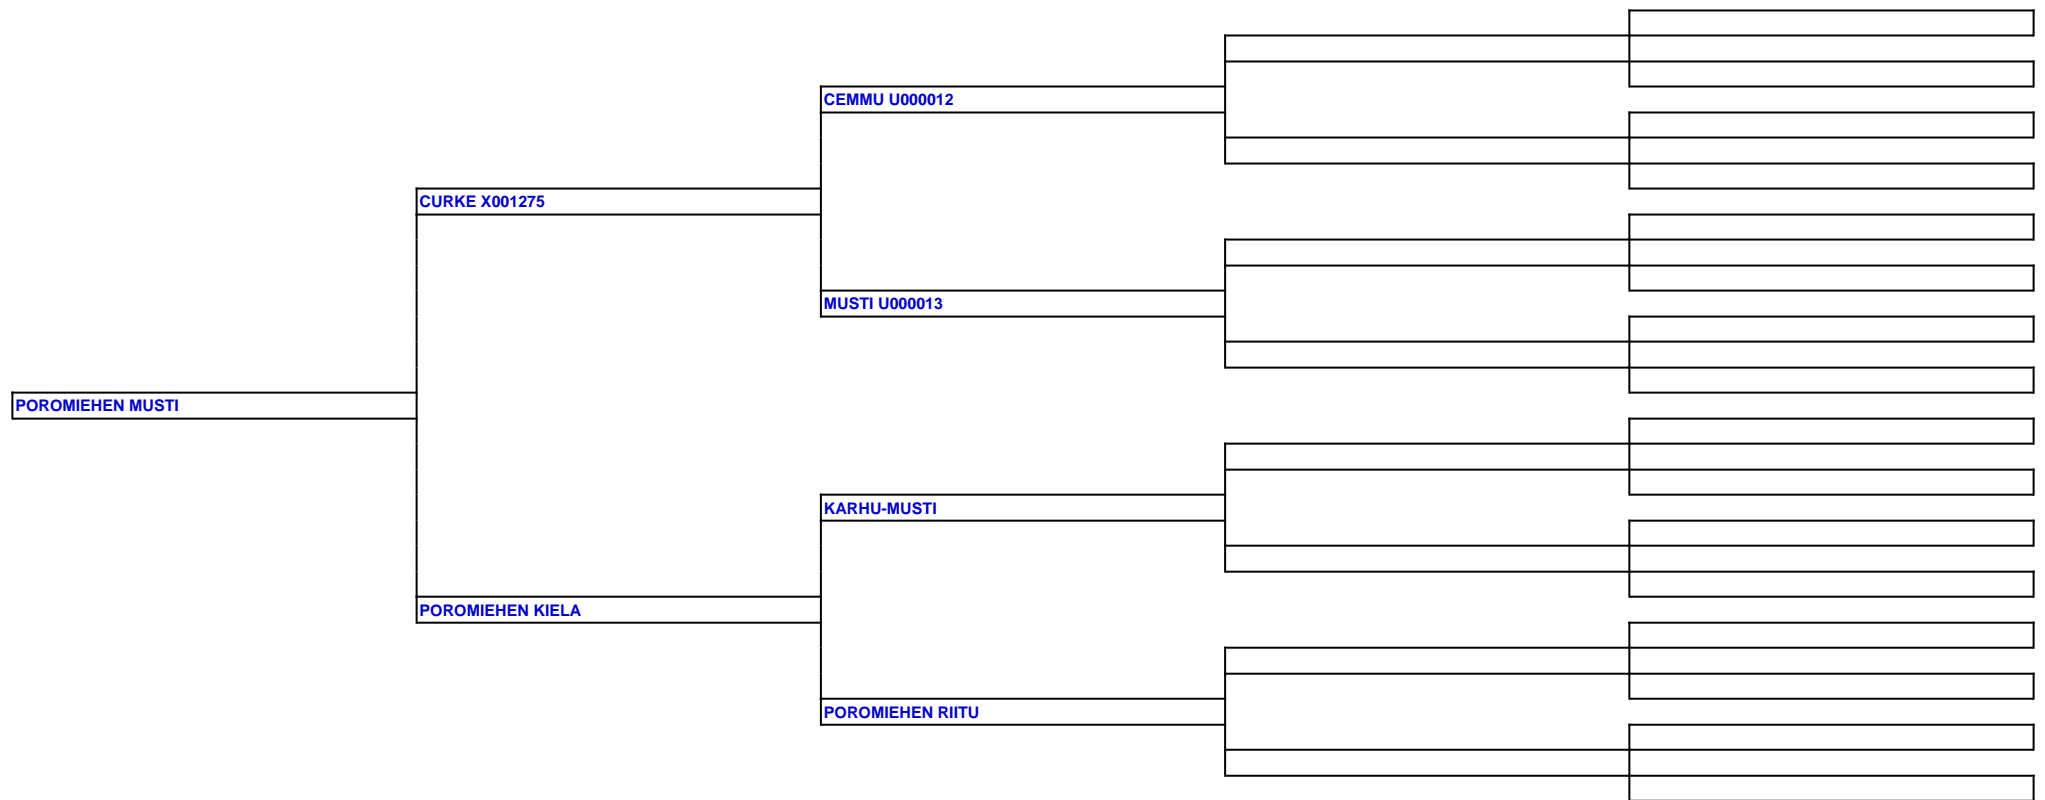 CEMMU U000012
CURKE X001275
MUSTI U000013
POROMIEHEN MUSTI
KARHU-MUSTI
POROMIEHEN KIELA
POROMIEHEN RIITU